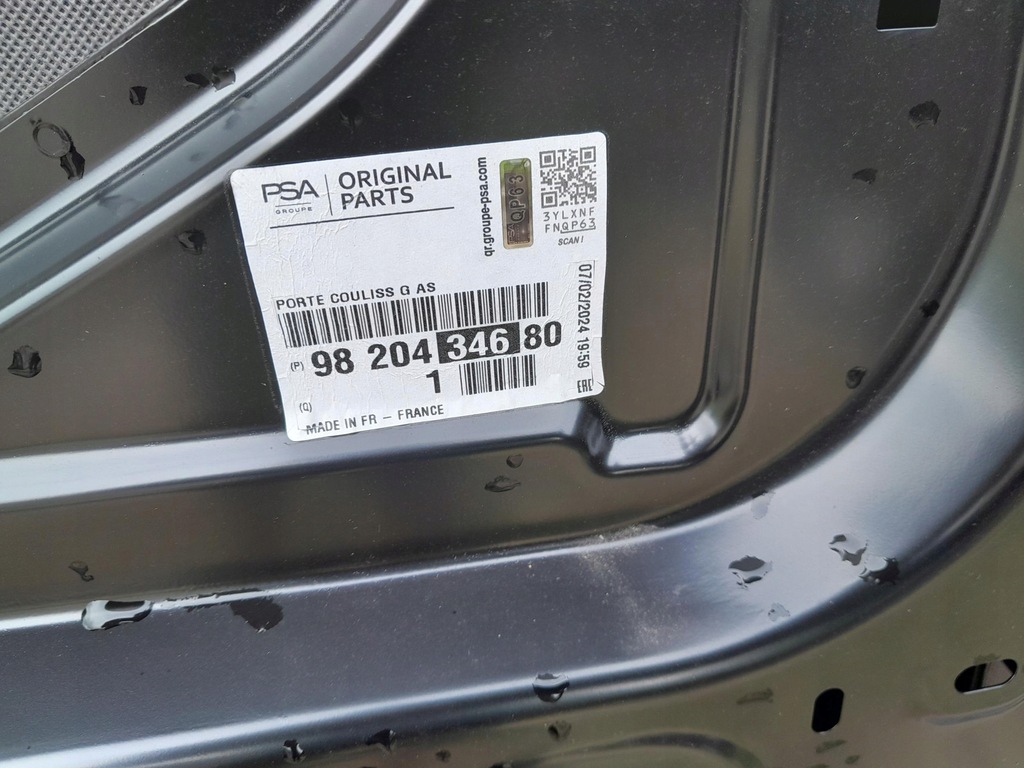 PSA
GROUPE
ORIGINAL
PARTS
qr.groupe-psa.com
QP63
3YLXNF
FNQP63
SCAN!
PORTE COULISS G AS
(P) 98 204 346 80
1
(Q)
MADE IN FR - FRANCE
07/02/2024 19:59
EAC